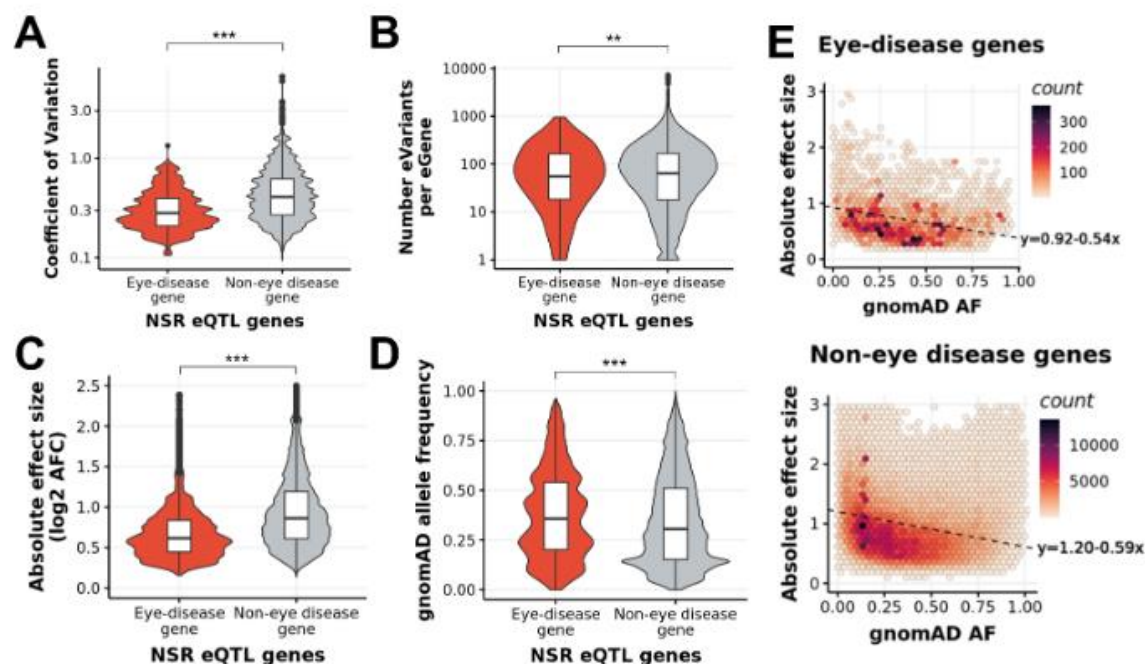 A
***
Coefficient of Variation
3.0
1.0
0.3
0.1
Eye-disease
gene
Non-eye disease
gene
NSR eQTL genes
B
**
Number eVariants
per eGene
10000
1000
100
10
1
Eye-disease
gene
Non-eye disease
gene
NSR eQTL genes
C
***
Absolute effect size
(log2 AFC)
2.5
2.0
1.5
1.0
0.5
0.0
Eye-disease
gene
Non-eye disease
gene
NSR eQTL genes
D
***
gnomAD allele frequency
1.00
0.75
0.50
0.25
0.00
Eye-disease
gene
Non-eye disease
gene
NSR eQTL genes
E
Eye-disease genes
Absolute effect size
3
2
1
0
0.00 0.25 0.50 0.75 1.00
gnomAD AF
count
300
200
100
y=0.92-0.54x
Non-eye disease genes
Absolute effect size
3
2
1
0
0.00 0.25 0.50 0.75 1.00
gnomAD AF
count
10000
5000
y=1.20-0.59x